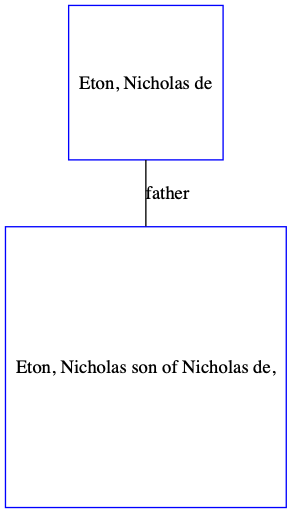 Eton, Nicholas de
father
Eton, Nicholas son of Nicholas de,